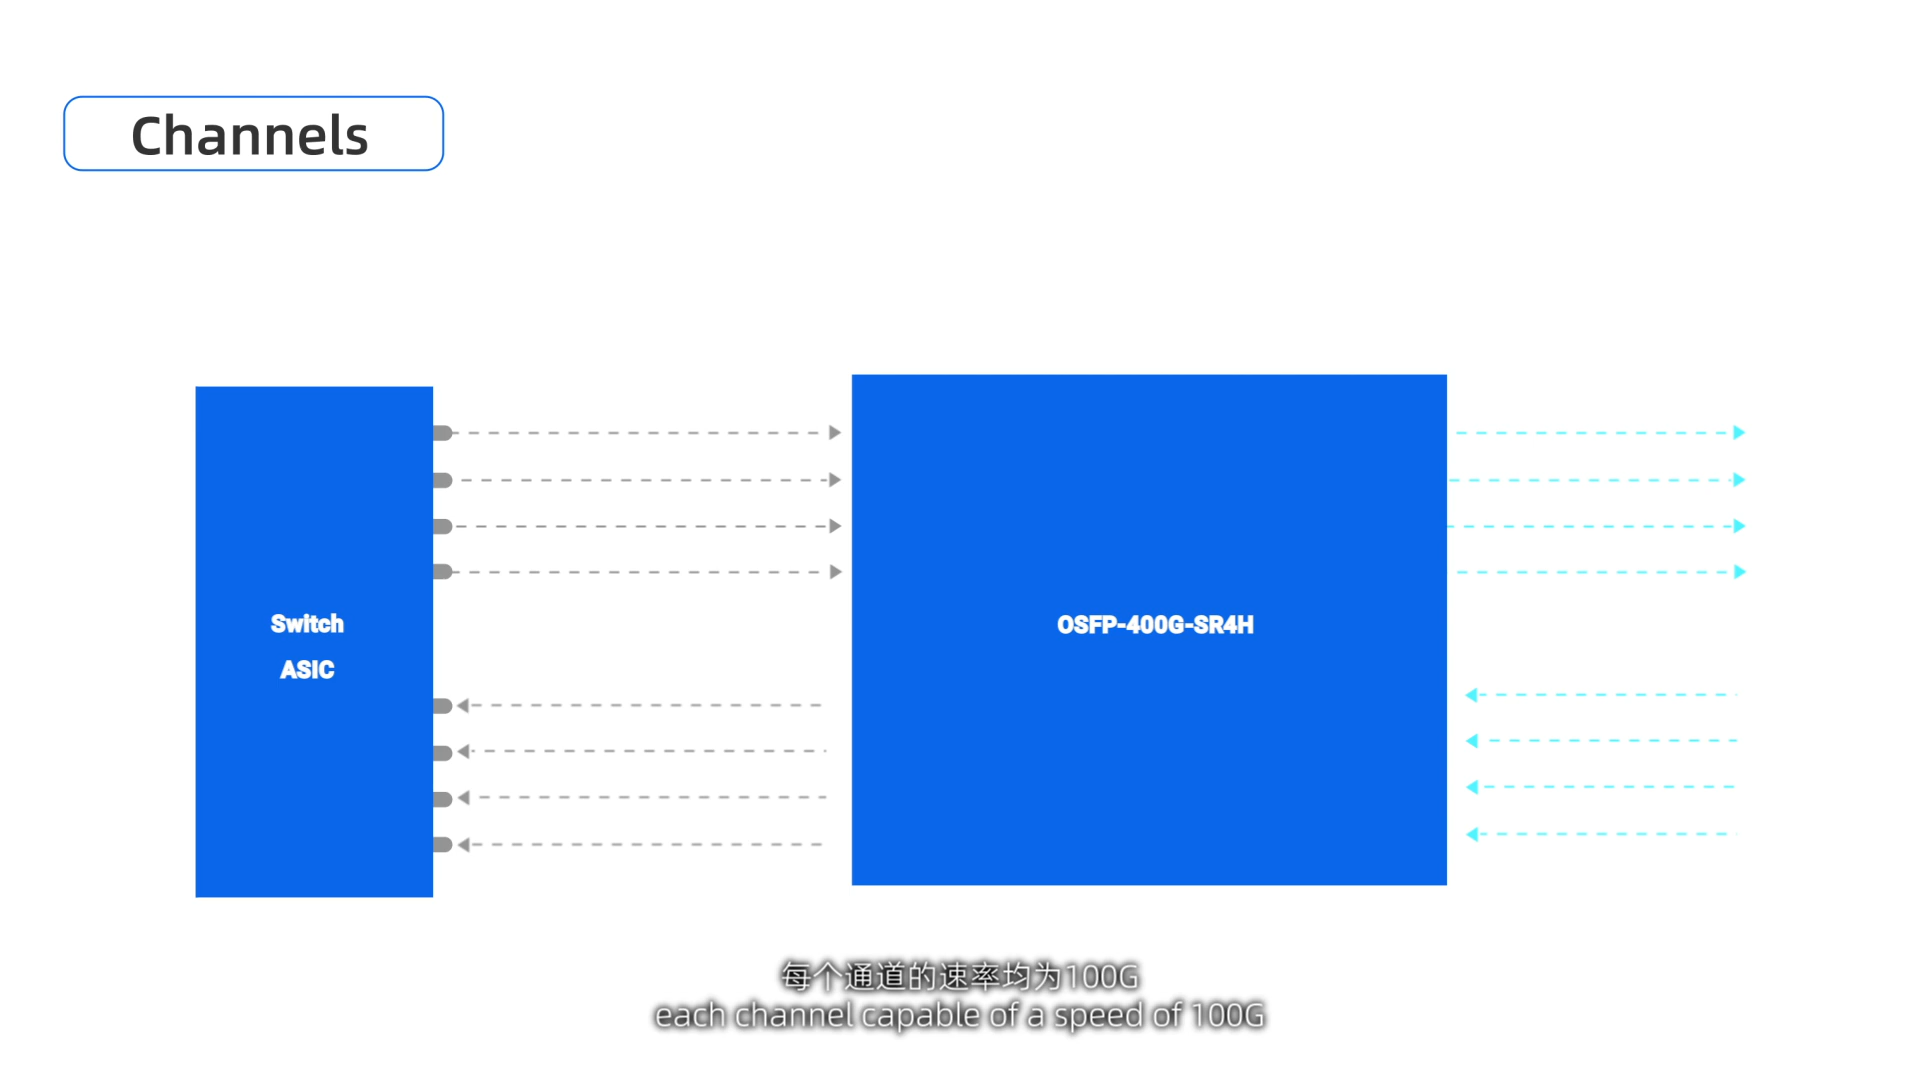 Channels
Switch
ASIC
OSFP-400G-SR4H
每个通道的速率均为100G
each channel capable of a speed of 100G